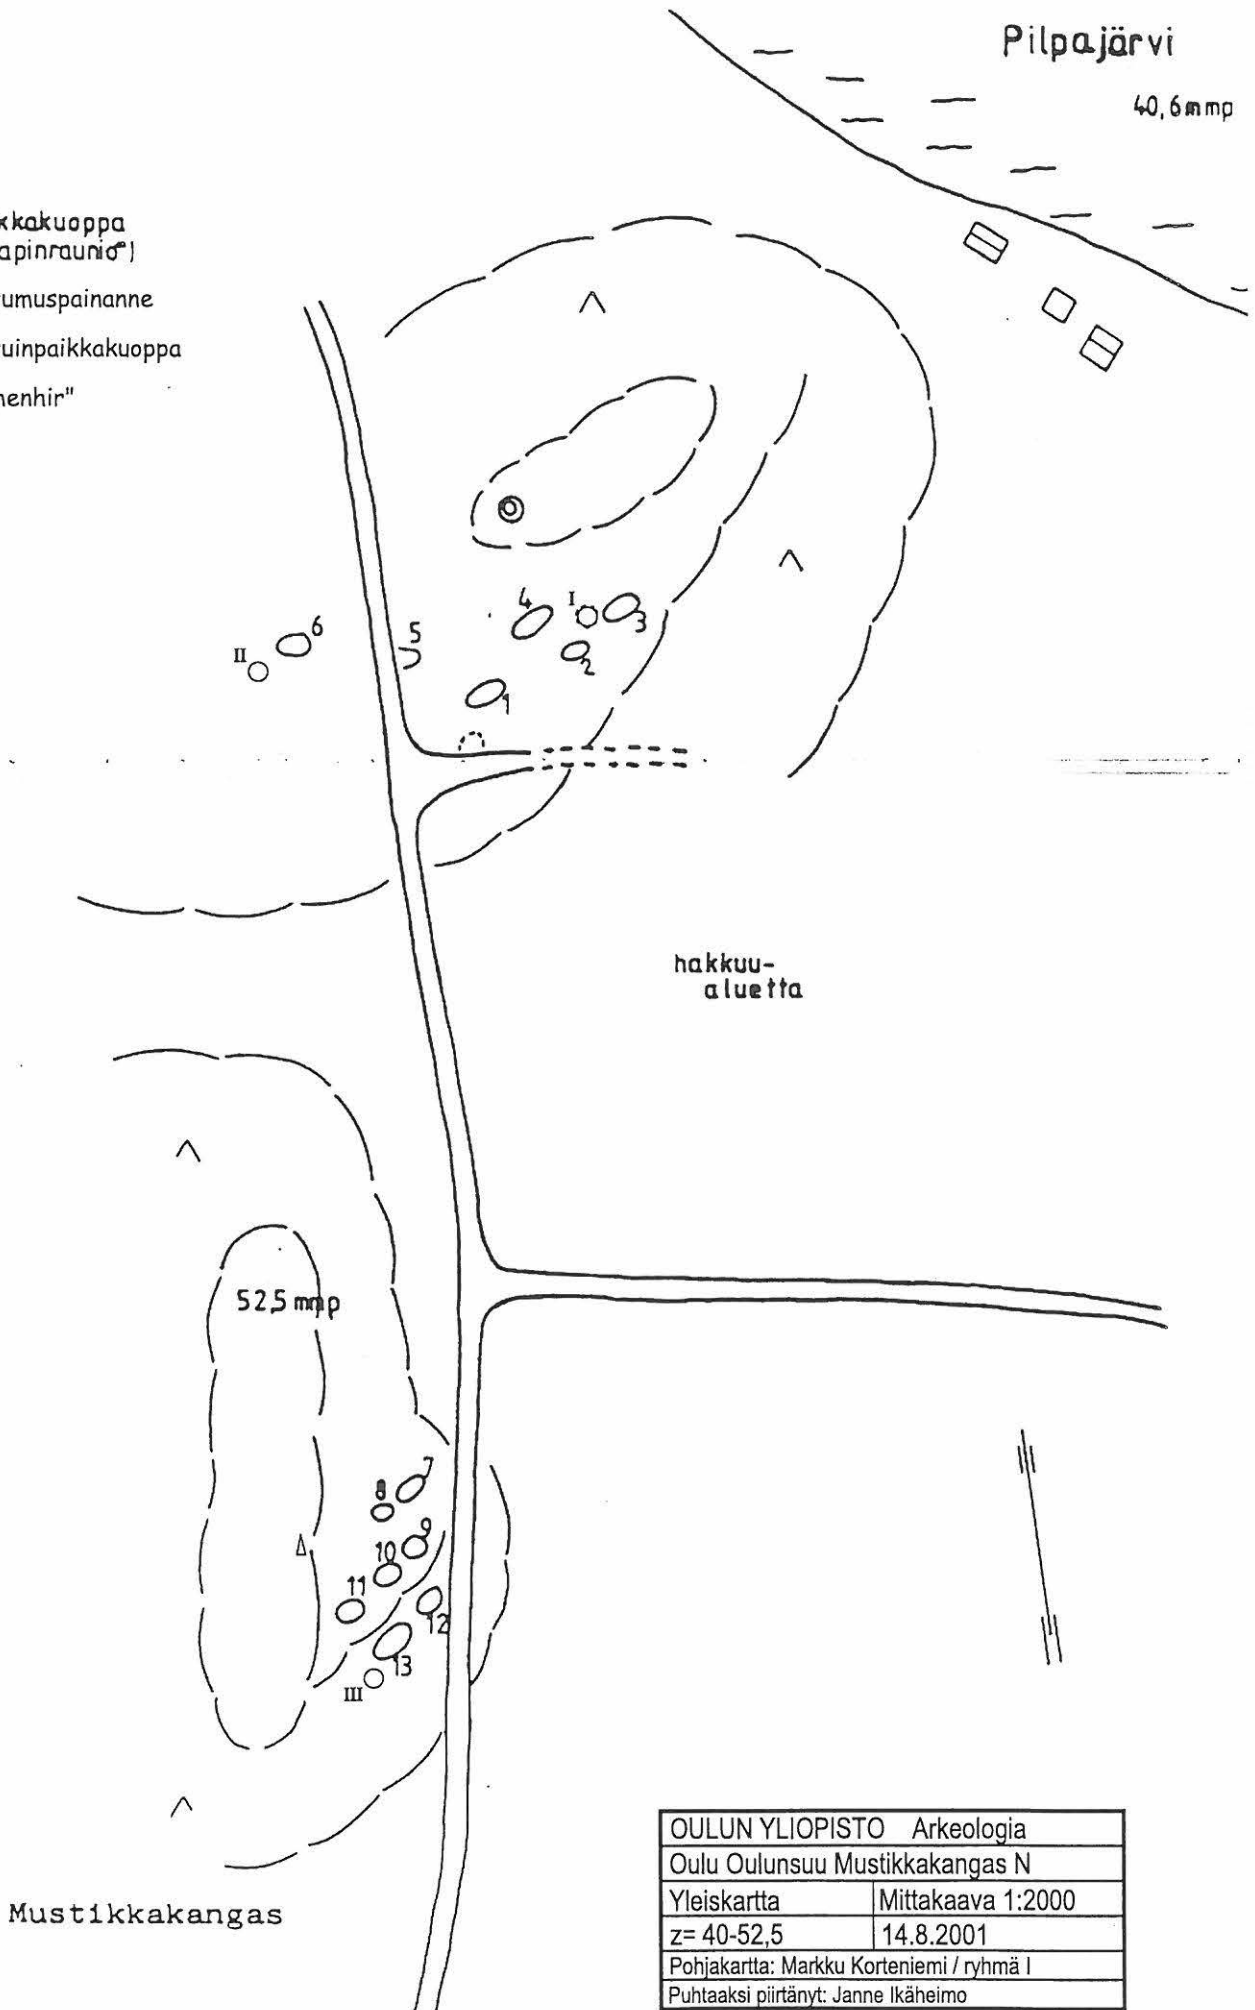 Pilpajärvi
40,6mmp
kkakuoppa
apinraunio")
umuspainanne
uinpaikkakuoppa
nenhir"
4
I
3
2
5
II
6
1
hakkuu-
aluetta
52,5 mmp
7
8
9
10
11
12
13
III
Mustikkakangas
OULUN YLIOPISTO Arkeologia
Oulu Oulunsuu Mustikkakangas N
Yleiskartta Mittakaava 1:2000
z= 40-52,5 14.8.2001
Pohjakartta: Markku Korteniemi / ryhmä I
Puhtaaksi piirtänyt: Janne Ikäheimo